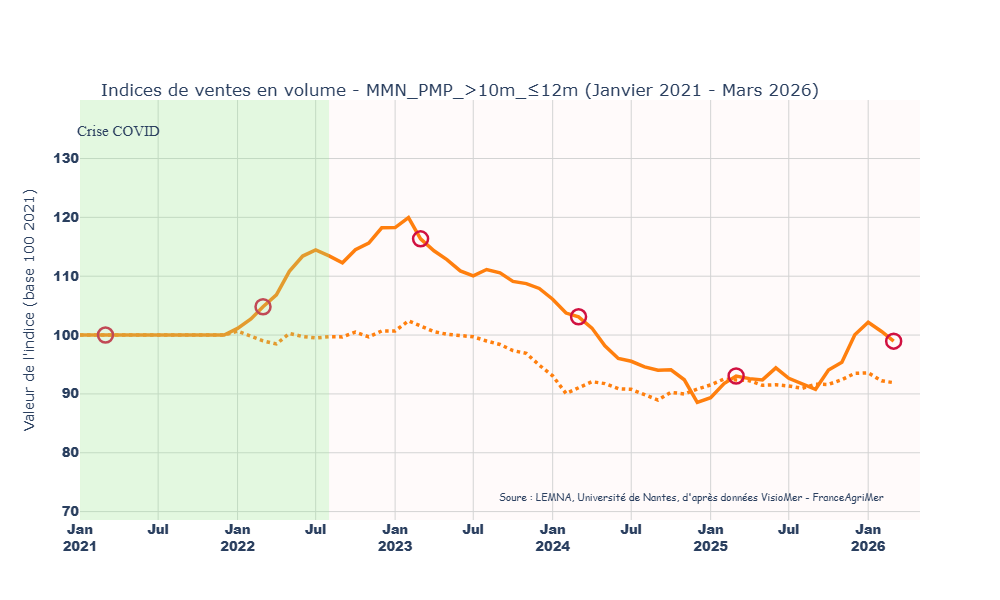 Indices de ventes en volume - MMN_PMP_>10m_≤12m (Janvier 2021 - Mars 2026)
Crise COVID
Valeur de l'indice (base 100 2021)
130
120
110
100
90
80
70
Soure : LEMNA, Université de Nantes, d'après données VisioMer - FranceAgriMer
Jan Jul Jan Jul Jan Jul Jan Jul Jan Jul Jan
2021 2022 2023 2024 2025 2026